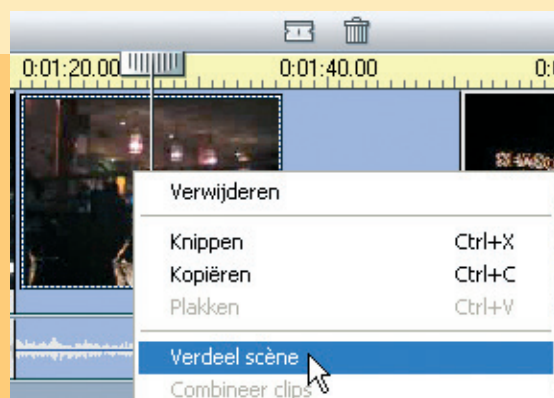 0:01:20.00 0:01:40.00 0:
Verwijderen
Knippen Ctrl+X
Kopiëren Ctrl+C
Plakken Ctrl+V
Verdeel scène
Combineer clips